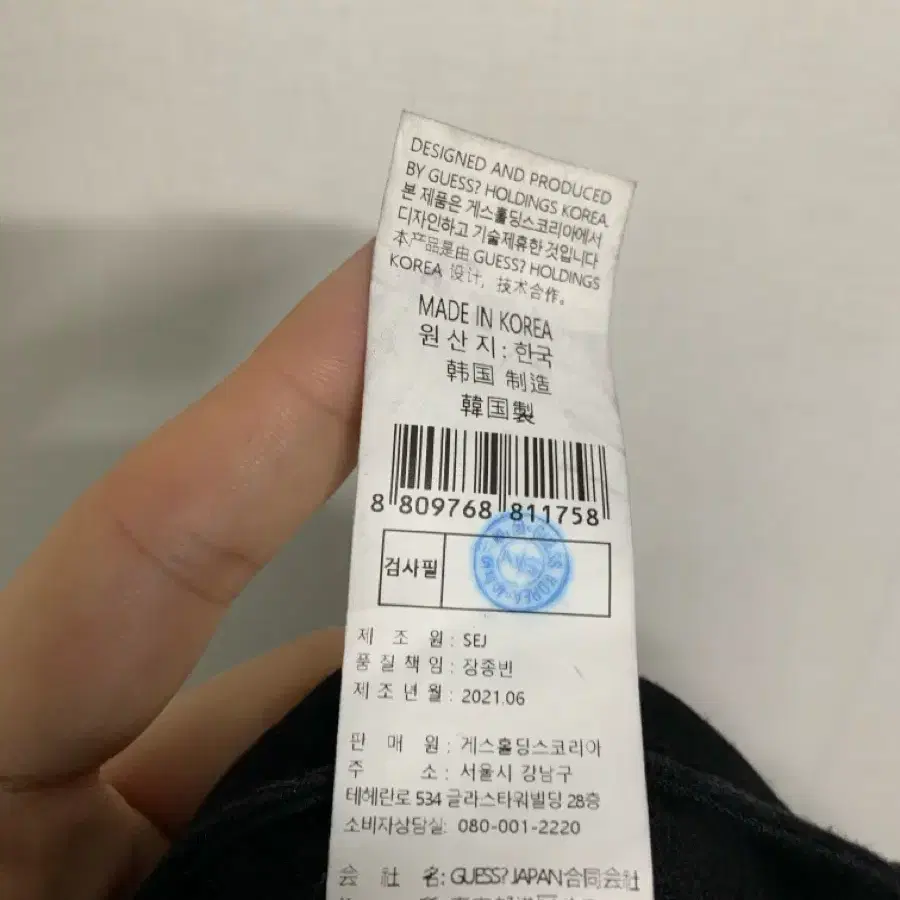 DESIGNED AND PRODUCED
BY GUESS? HOLDINGS KOREA
본 제품은 게스홀딩스코리아에서
디자인하고 기술제휴한 것입니다
本产品是由 GUESS? HOLDINGS
KOREA 设计, 技术合作。
MADE IN KOREA
원 산 지 : 한국
韩国 制造
韓国製
8 809768 811758
검사필
제 조 원 : SEJ
품 질 책 임 : 장종빈
제 조 년 월 : 2021.06
판 매 원 : 게스홀딩스코리아
주 소 : 서울시 강남구
테헤란로 534 글라스타워빌딩 28층
소비자상담실: 080-001-2220
会 社 名: GUESS? JAPAN合同会社